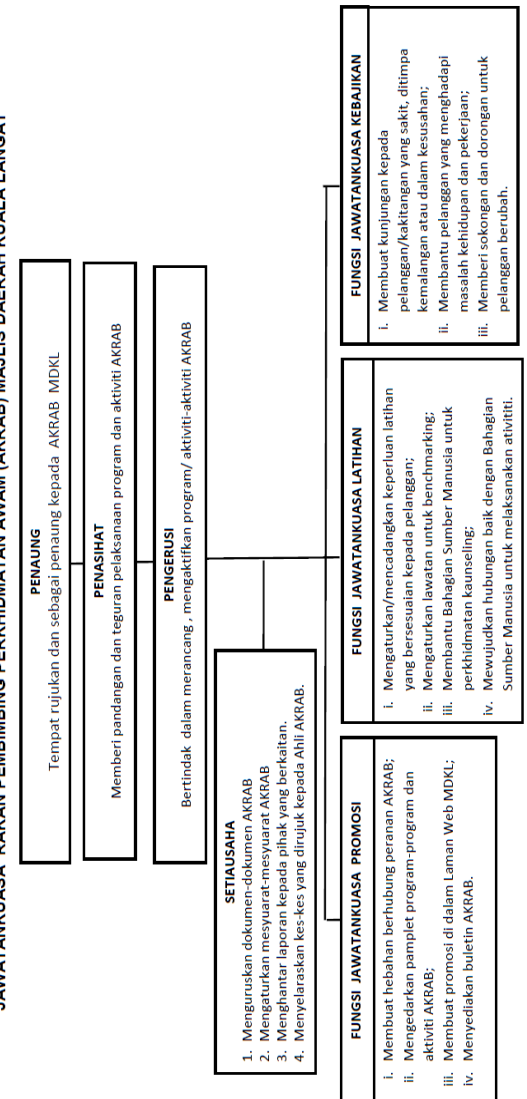 JAWATANKUASA RAKAN PEMBIMBING PERKHIDMATAN AWAM (AKRAB) MAJLIS DAERAH KUALA LANGAT
PENAUNG
Tempat rujukan dan sebagai penaung kepada AKRAB MDKL
PENASIHAT
Memberi pandangan dan teguran pelaksanaan program dan aktiviti AKRAB
PENGERUSI
Bertindak dalam merancang , mengaktifkan program/ aktiviti-aktiviti AKRAB
SETIAUSAHA
1. Menguruskan dokumen-dokumen AKRAB
2. Mengaturkan mesyuarat-mesyuarat AKRAB
3. Menghantar laporan kepada pihak yang berkaitan.
4. Menyelaraskan kes-kes yang dirujuk kepada Ahli AKRAB.
FUNGSI JAWATANKUASA PROMOSI
i. Membuat hebahan berhubung peranan AKRAB;
ii. Mengedarkan pamplet program-program dan
aktiviti AKRAB;
iii. Membuat promosi di dalam Laman Web MDKL;
iv. Menyediakan buletin AKRAB.
FUNGSI JAWATANKUASA LATIHAN
i. Mengaturkan/mencadangkan keperluan latihan
yang bersesuaian kepada pelanggan;
ii. Mengaturkan lawatan untuk benchmarking;
iii. Membantu Bahagian Sumber Manusia untuk
perkhidmatan kaunseling;
iv. Mewujudkan hubungan baik dengan Bahagian
Sumber Manusia untuk melaksanakan ativititi.
FUNGSI JAWATANKUASA KEBAJIKAN
i. Membuat kunjungan kepada
pelanggan/kakitangan yang sakit, ditimpa
kemalangan atau dalam kesusahan;
ii. Membantu pelanggan yang menghadapi
masalah kehidupan dan pekerjaan;
iii. Memberi sokongan dan dorongan untuk
pelanggan berubah.